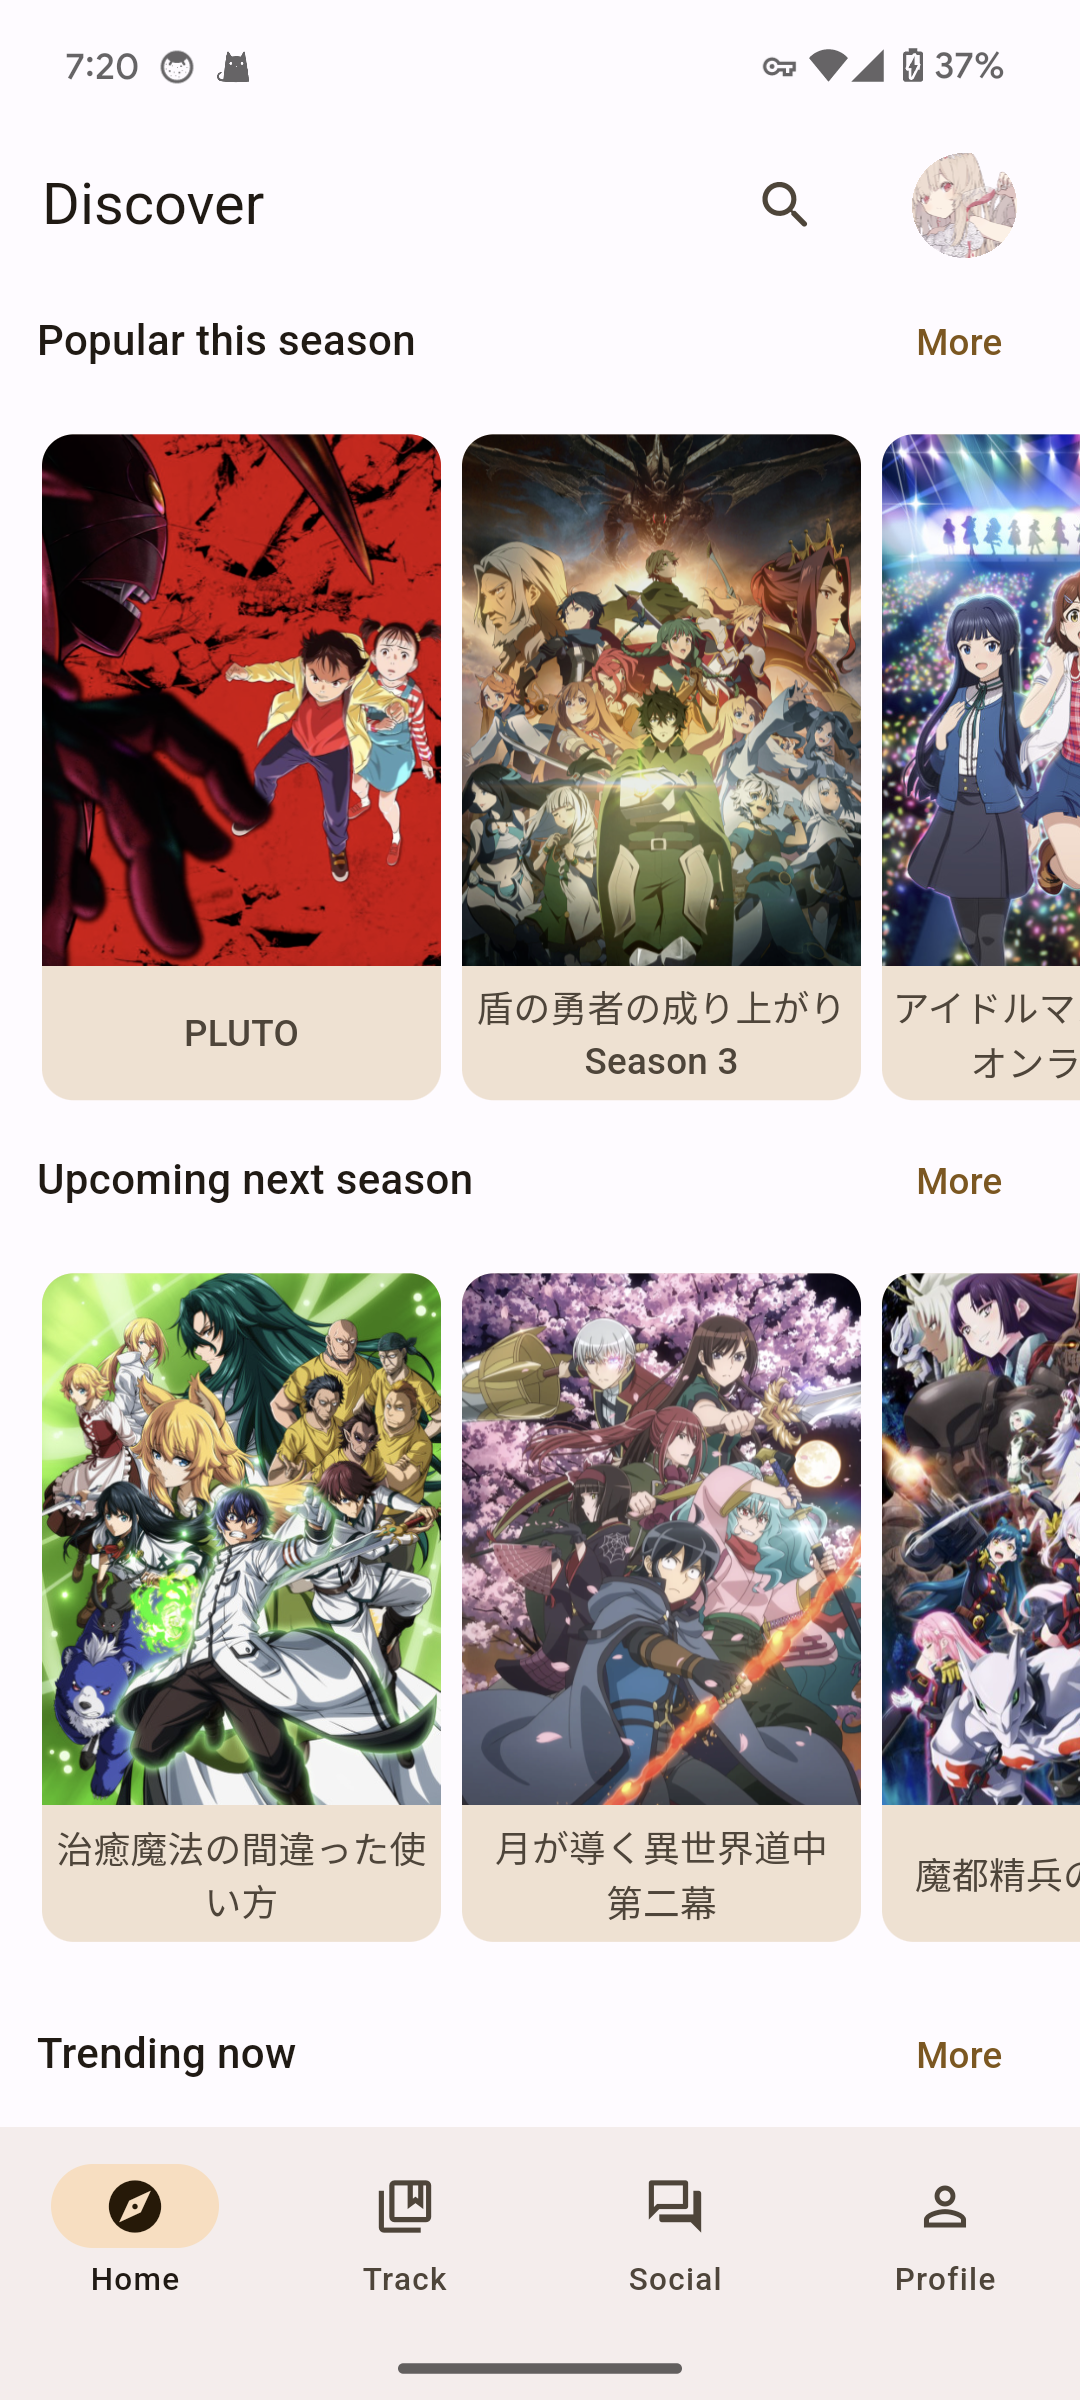 7:20
37%
Discover
Popular this season
More
PLUTO
盾の勇者の成り上がり
Season 3
アイドルマ
オンラ
Upcoming next season
More
治癒魔法の間違った使
い方
月が導く異世界道中
第二幕
魔都精兵の
Trending now
More
Home
Track
Social
Profile